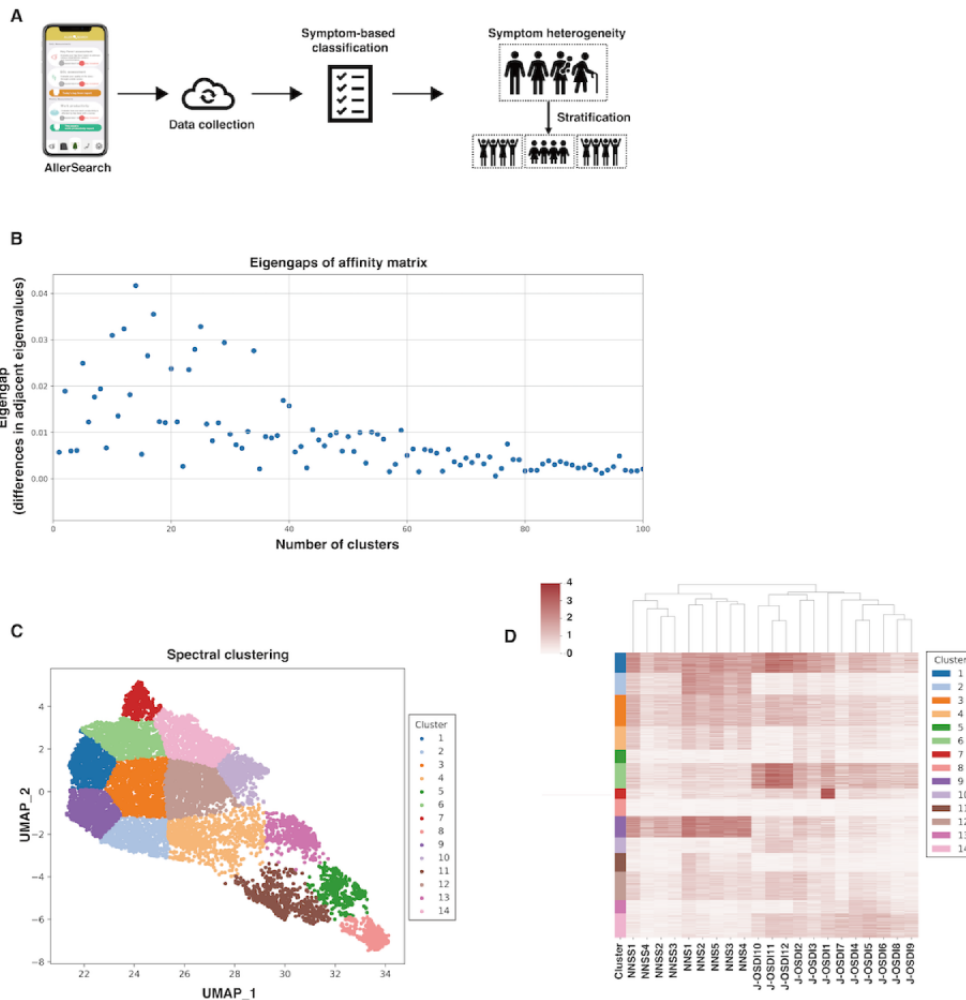 A
Symptom-based
classification
Symptom heterogeneity
Data collection
Stratification
AllerSearch
B
Eigengaps of affinity matrix
Eigengap
(differences in adjacent eigenvalues)
0.04
0.03
0.02
0.01
0.00
0 20 40 60 80 100
Number of clusters
C
Spectral clustering
UMAP_2
4
2
0
−2
−4
−6
−8
22 24 26 28 30 32 34
UMAP_1
Cluster
1
2
3
4
5
6
7
8
9
10
11
12
13
14
D
4
3
2
1
0
Cluster
1
2
3
4
5
6
7
8
9
10
11
12
13
14
Cluster
NNSS1
NNSS4
NNSS2
NNSS3
NNS1
NNS2
NNS5
NNS3
NNS4
J-OSDI10
J-OSDI11
J-OSDI12
J-OSDI2
J-OSDI3
J-OSDI1
J-OSDI7
J-OSDI4
J-OSDI5
J-OSDI6
J-OSDI8
J-OSDI9